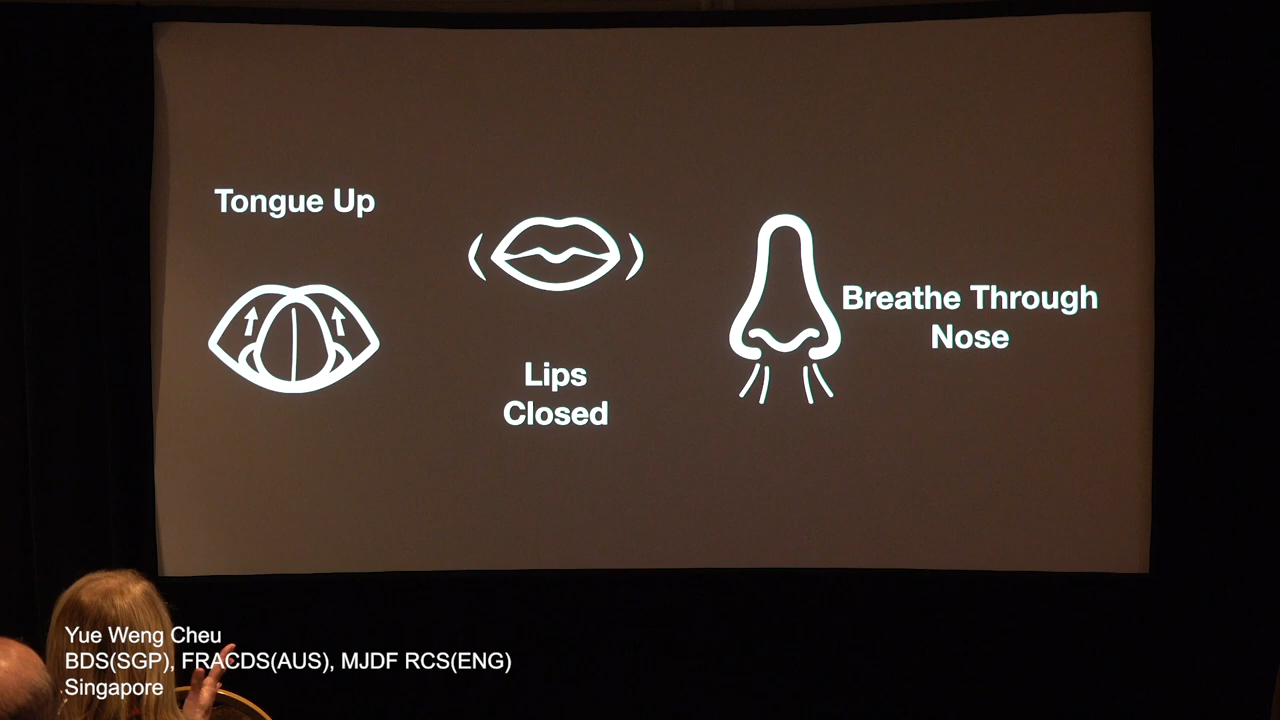 Tongue Up
Lips
Closed
Breathe Through
Nose
Yue Weng Cheu
BDS(SGP), FRACDS(AUS), MJDF RCS(ENG)
Singapore